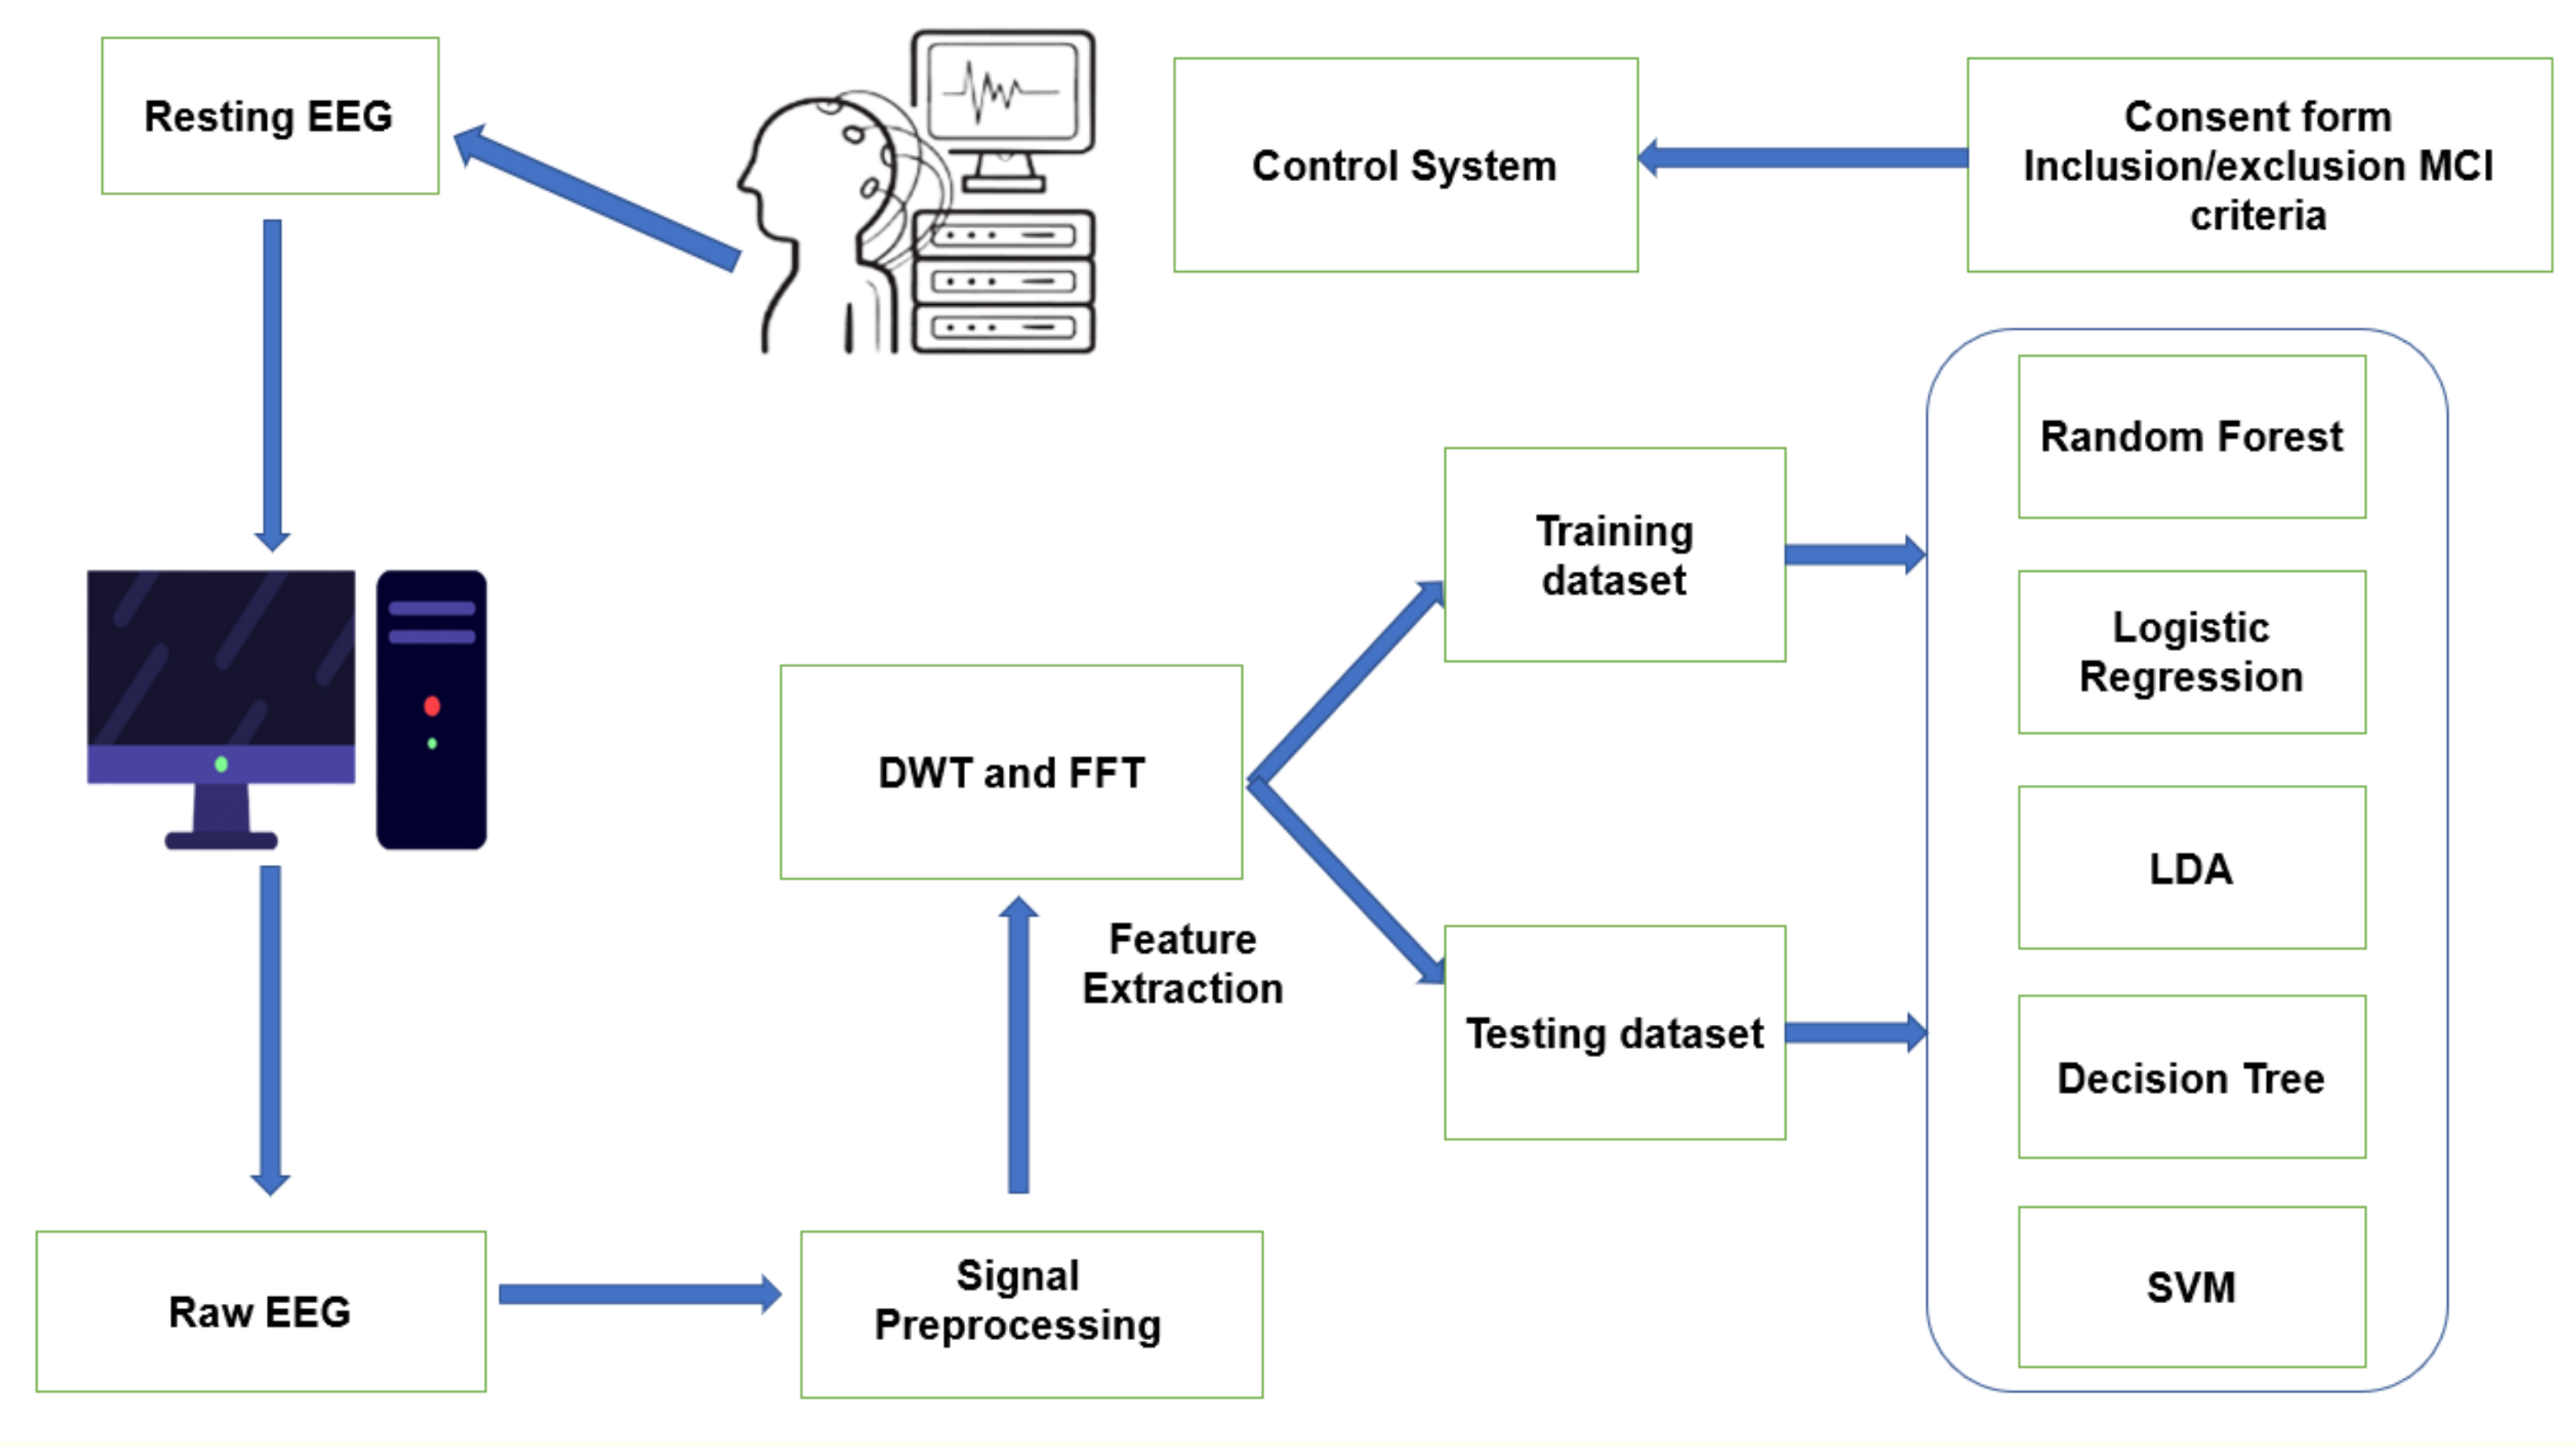 Resting EEG
Control System
Consent form
Inclusion/exclusion MCI
criteria
Random Forest
Training
dataset
Logistic
Regression
DWT and FFT
LDA
Feature
Extraction
Testing dataset
Decision Tree
Raw EEG
Signal
Preprocessing
SVM